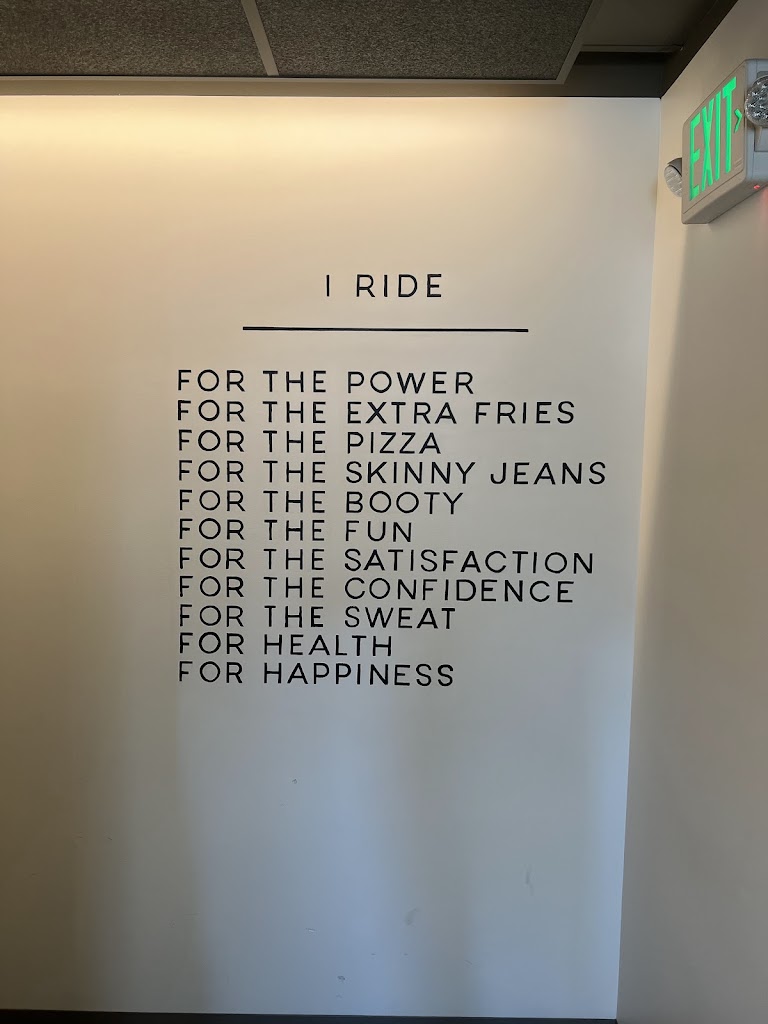 EXIT >
I RIDE
FOR THE POWER
FOR THE EXTRA FRIES
FOR THE PIZZA
FOR THE SKINNY JEANS
FOR THE BOOTY
FOR THE FUN
FOR THE SATISFACTION
FOR THE CONFIDENCE
FOR THE SWEAT
FOR HEALTH
FOR HAPPINESS